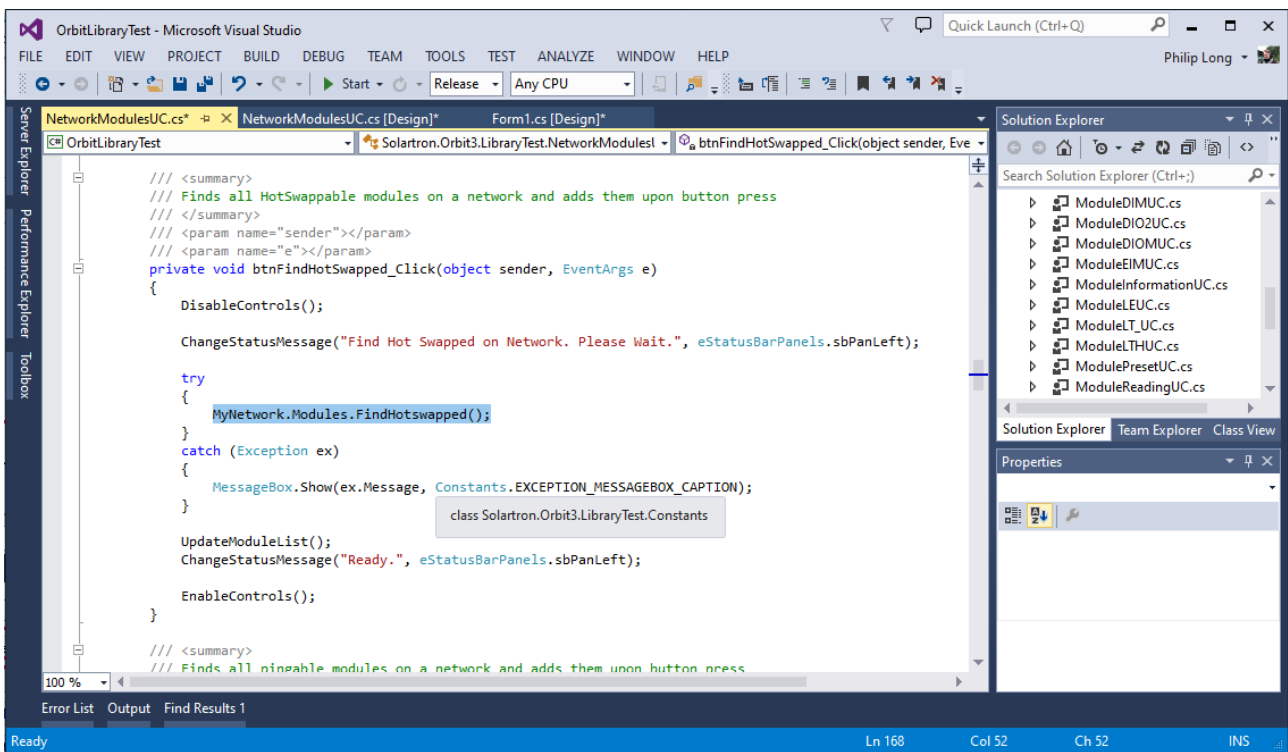 OrbitLibraryTest - Microsoft Visual Studio
Quick Launch (Ctrl+Q)
FILE EDIT VIEW PROJECT BUILD DEBUG TEAM TOOLS TEST ANALYZE WINDOW HELP
Philip Long
Start Release Any CPU
Server Explorer
Performance Explorer
Toolbox
NetworkModulesUC.cs* NetworkModulesUC.cs [Design]* Form1.cs [Design]*
C# OrbitLibraryTest Solartron.Orbit3.LibraryTest.NetworkModulesU btnFindHotSwapped_Click(object sender, Eve
/// <summary>
/// Finds all HotSwappable modules on a network and adds them upon button press
/// </summary>
/// <param name="sender"></param>
/// <param name="e"></param>
private void btnFindHotSwapped_Click(object sender, EventArgs e)
{
DisableControls();
ChangeStatusMessage("Find Hot Swapped on Network. Please Wait.", eStatusBarPanels.sbPanLeft);
try
{
MyNetwork.Modules.FindHotswapped();
}
catch (Exception ex)
{
MessageBox.Show(ex.Message, Constants.EXCEPTION_MESSAGEBOX_CAPTION);
}
class Solartron.Orbit3.LibraryTest.Constants
UpdateModuleList();
ChangeStatusMessage("Ready.", eStatusBarPanels.sbPanLeft);
EnableControls();
}
/// <summary>
/// Finds all pingable modules on a network and adds them upon button press
100 %
Solution Explorer
Search Solution Explorer (Ctrl+;)
ModuleDIMUC.cs
ModuleDIO2UC.cs
ModuleDIOMUC.cs
ModuleEIMUC.cs
ModuleInformationUC.cs
ModuleLEUC.cs
ModuleLT_UC.cs
ModuleLTHUC.cs
ModulePresetUC.cs
ModuleReadingUC.cs
Solution Explorer Team Explorer Class View
Properties
Error List Output Find Results 1
Ready Ln 168 Col 52 Ch 52 INS